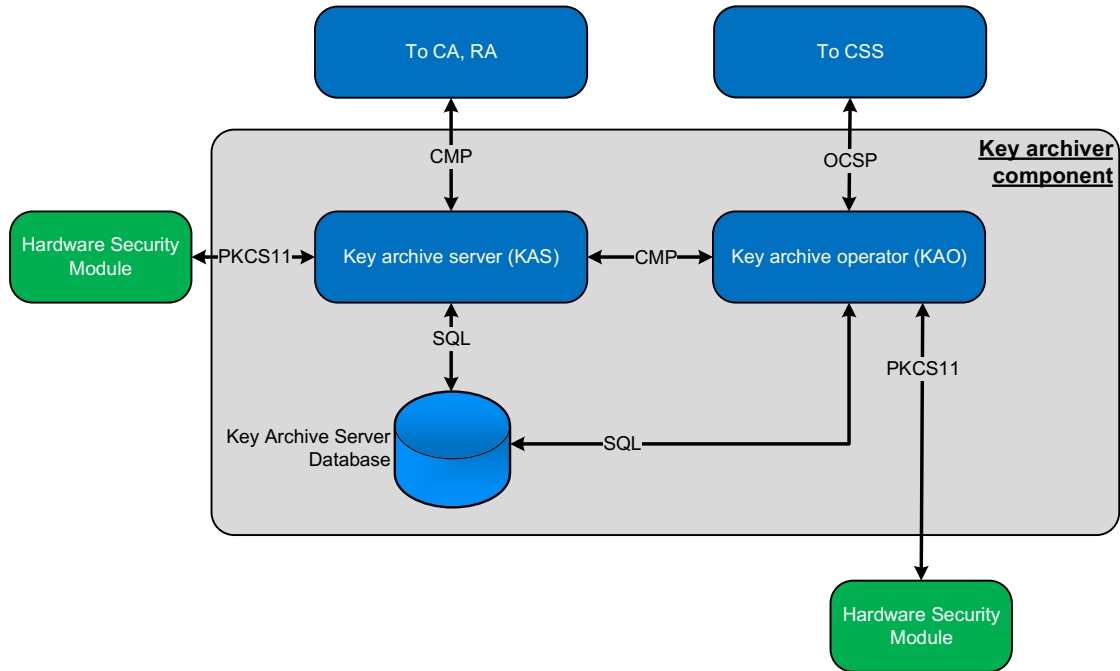 To CA, RA
To CSS
CMP
OCSP
Key archiver
component
Hardware Security
Module
PKCS11
Key archive server (KAS)
CMP
Key archive operator (KAO)
SQL
PKCS11
Key Archive Server
Database
SQL
Hardware Security
Module